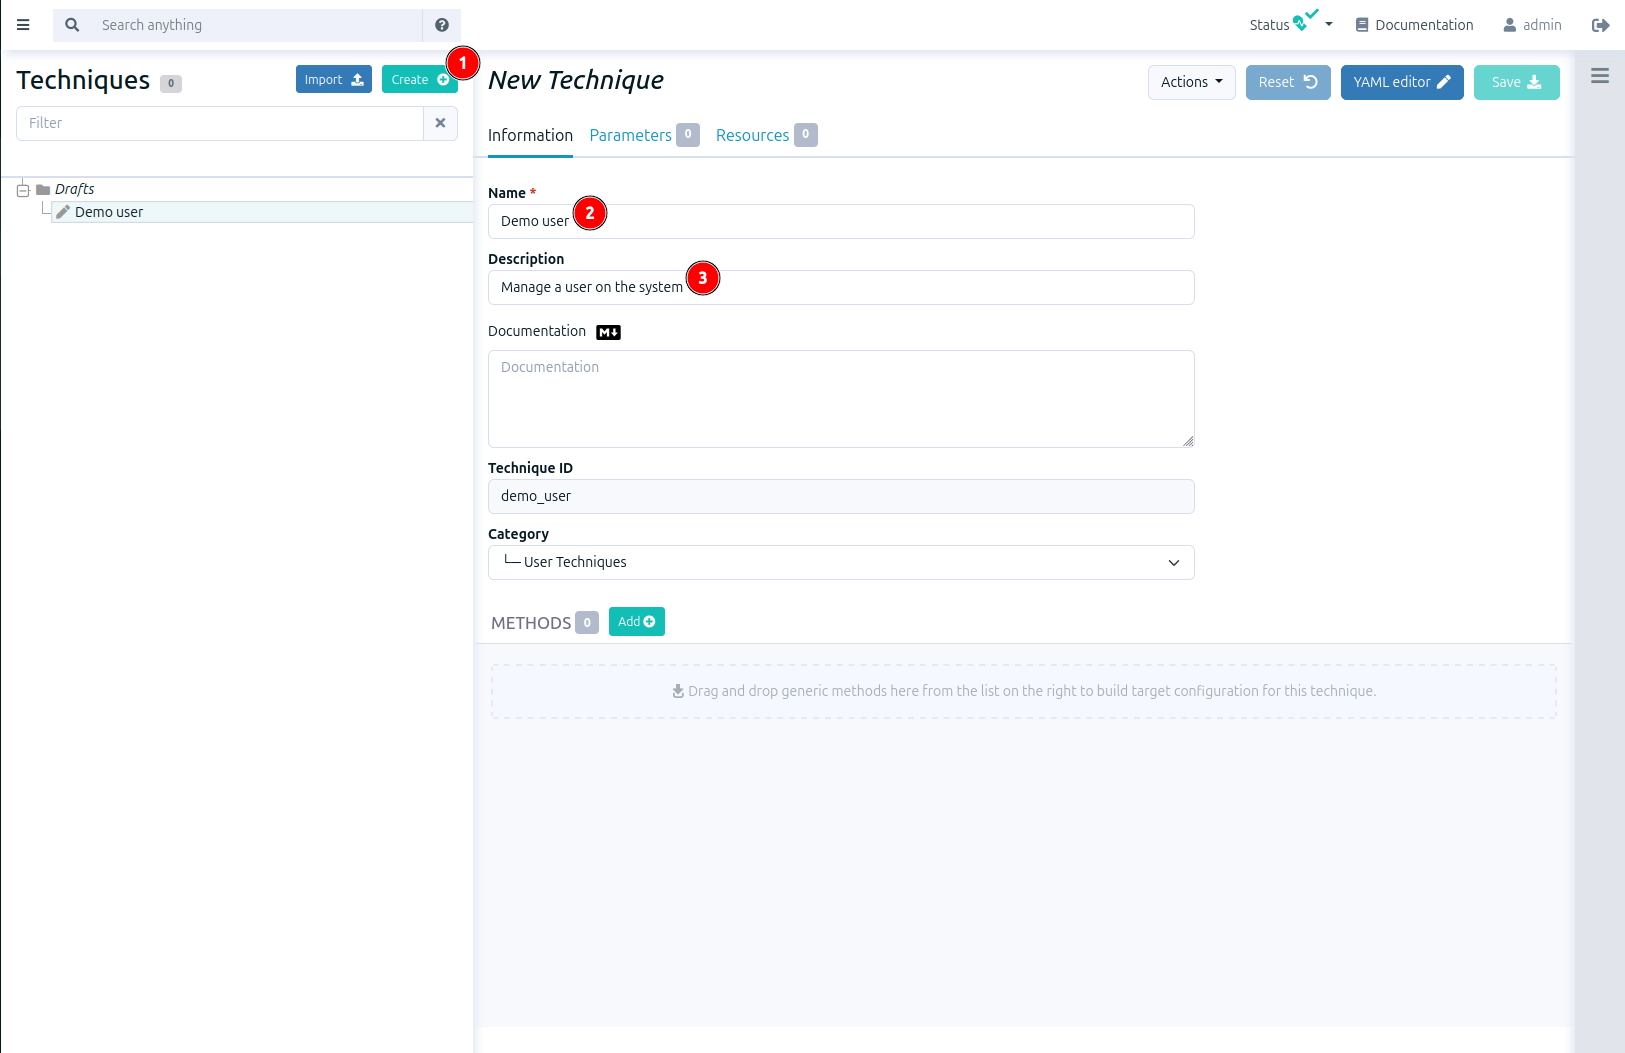 Search anything
Status
Documentation
admin
Techniques 0
Import
Create
1
Filter
Drafts
Demo user
New Technique
Actions
Reset
YAML editor
Save
Information
Parameters 0
Resources 0
Name *
Demo user
2
Description
Manage a user on the system
3
Documentation M
Documentation
Technique ID
demo_user
Category
└─ User Techniques
METHODS 0
Add
Drag and drop generic methods here from the list on the right to build target configuration for this technique.